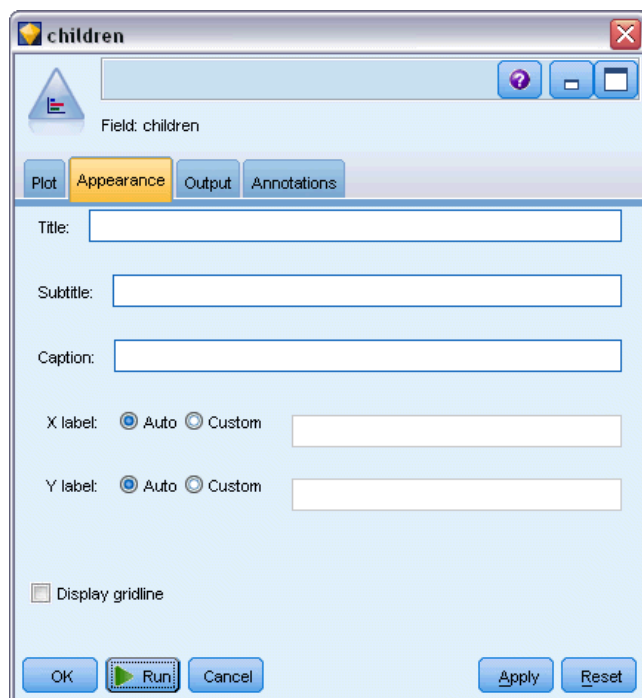 children
Field: children
Plot Appearance Output Annotations
Title:
Subtitle:
Caption:
X label: Auto Custom
Y label: Auto Custom
Display gridline
OK Run Cancel Apply Reset